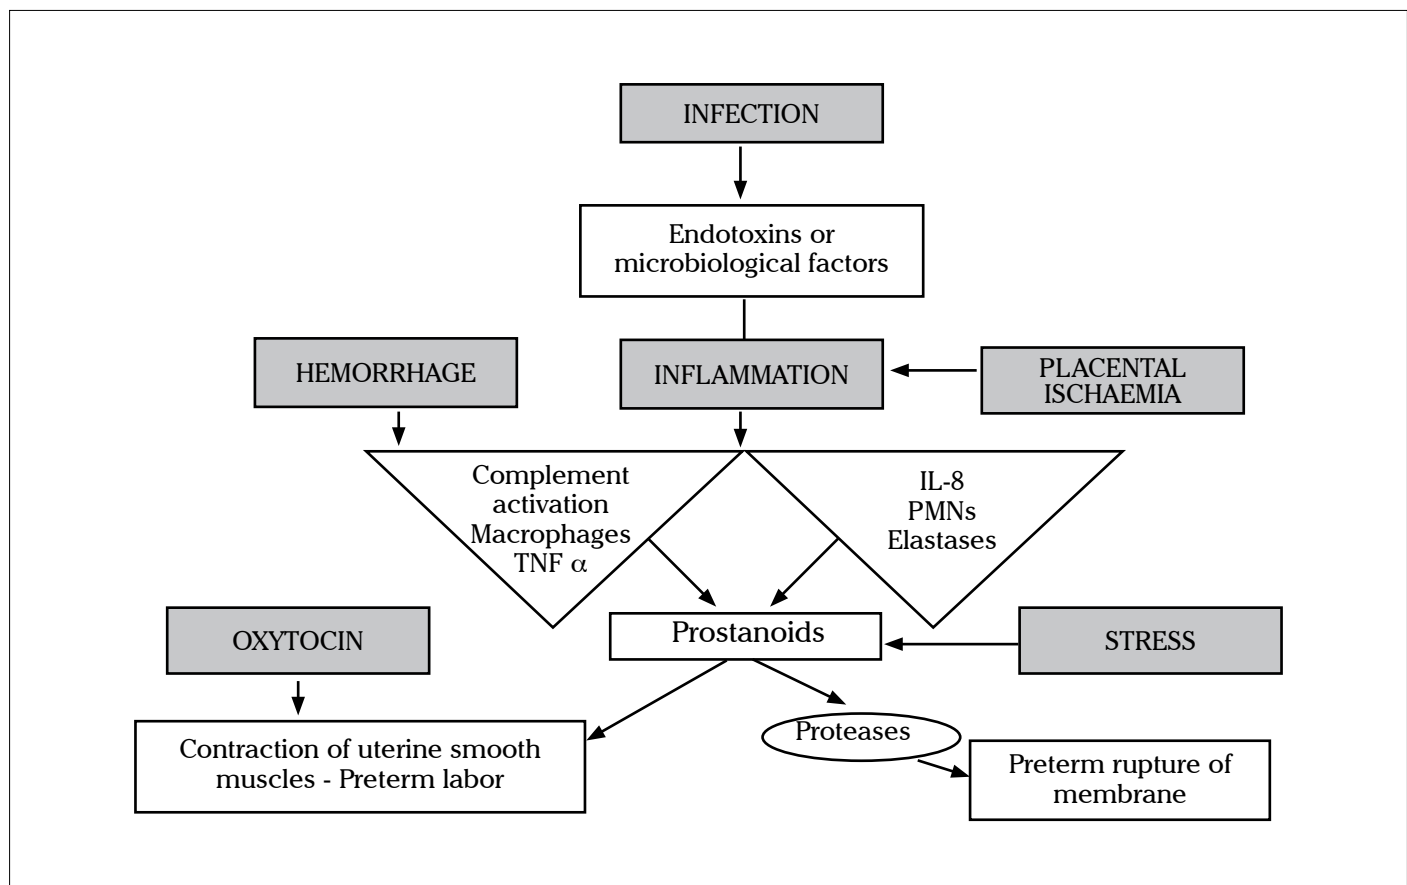 INFECTION
Endotoxins or
microbiological factors
HEMORRHAGE
INFLAMMATION
PLACENTAL
ISCHAEMIA
Complement
activation
Macrophages
TNF α
IL-8
PMNs
Elastases
OXYTOCIN
Prostanoids
STRESS
Contraction of uterine smooth
muscles - Preterm labor
Proteases
Preterm rupture of
membrane